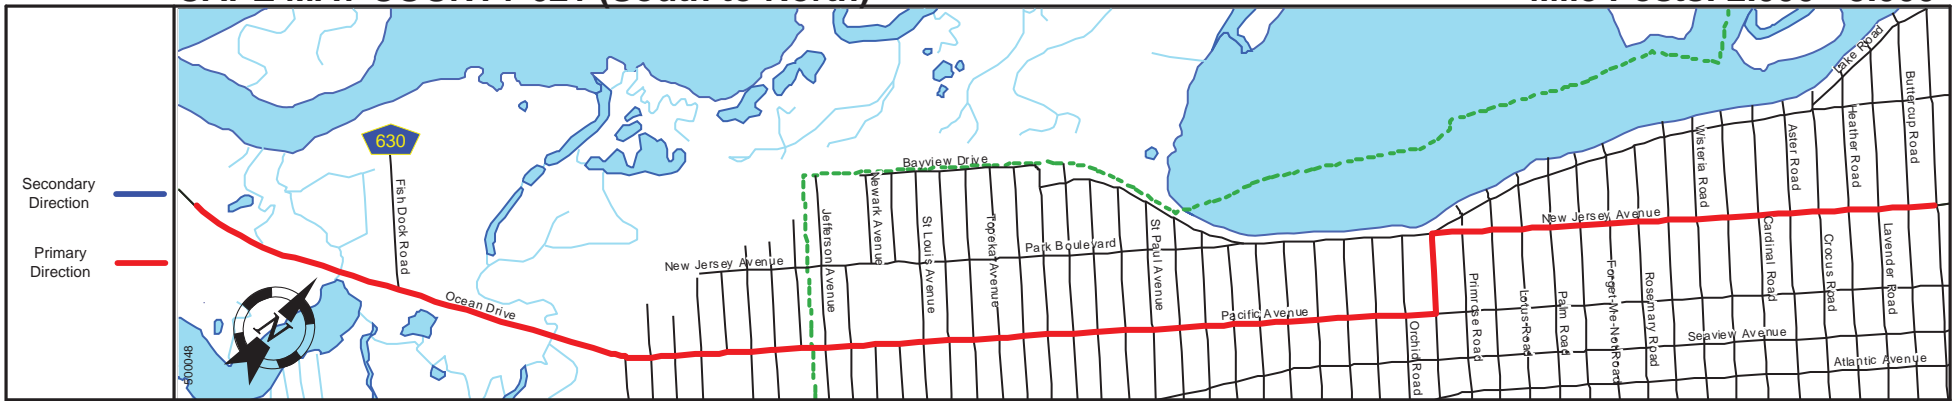 Secondary
Direction
Primary
Direction
630
Fish Dock Road
Ocean Drive
New Jersey Avenue
Jefferson Avenue
Bayview Drive
Newark Avenue
St Louis Avenue
Topeka Avenue
Park Boulevard
St Paul Avenue
Pacific Avenue
Orchid Road
Primrose Road
Lotus Road
Palm Road
Forget-Me-Not Road
Rosemary Road
New Jersey Avenue
Wisteria Road
Cardinal Road
Aster Road
Crocus Road
Heather Road
Lavender Road
Buttercup Road
Lake Road
Seaview Avenue
Atlantic Avenue
N
500048